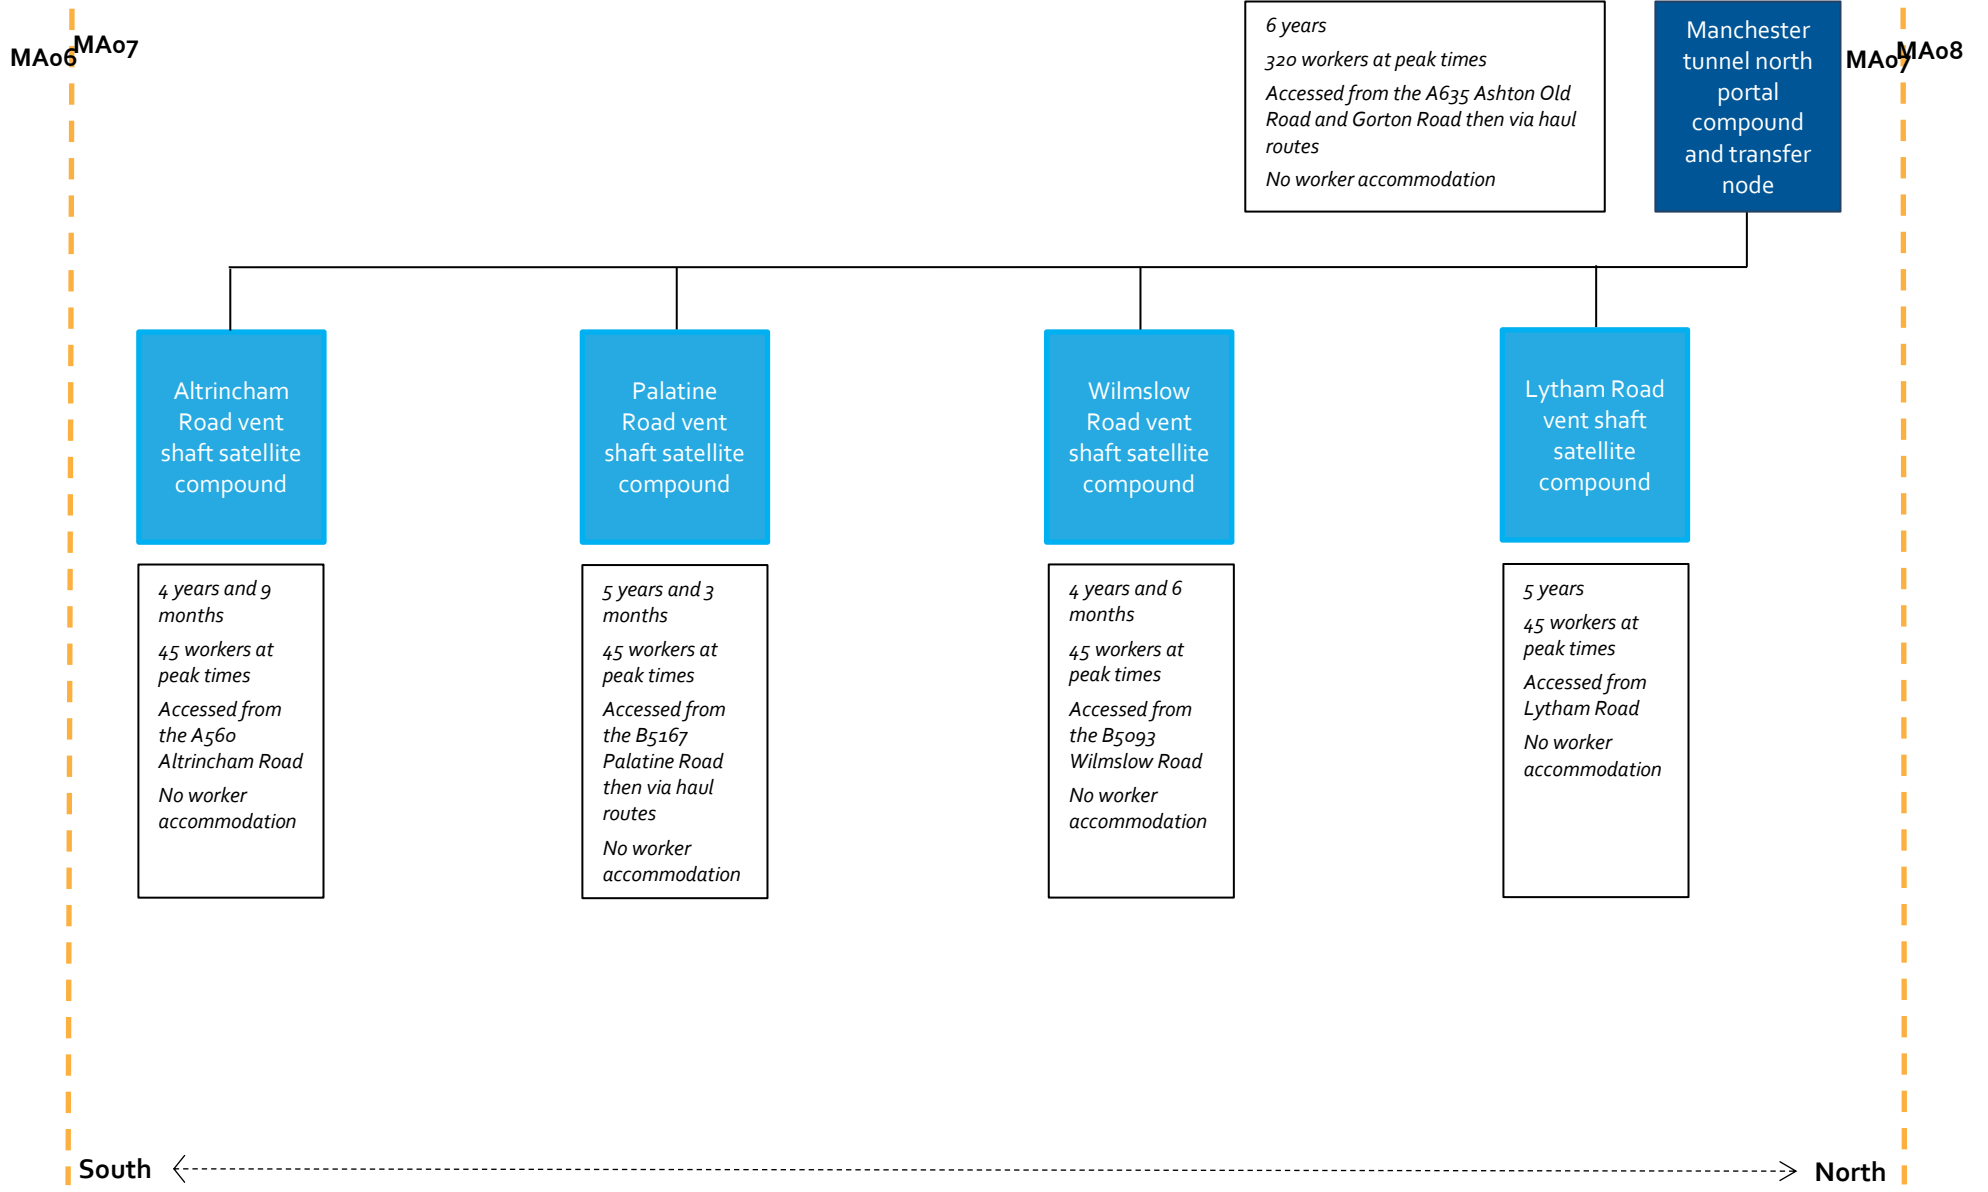 MA06
MA07
6 years
320 workers at peak times
Accessed from the A635 Ashton Old
Road and Gorton Road then via haul
routes
No worker accommodation
Manchester
tunnel north
portal
compound
and transfer
node
MA07
MA08
Altrincham
Road vent
shaft satellite
compound
Palatine
Road vent
shaft satellite
compound
Wilmslow
Road vent
shaft satellite
compound
Lytham Road
vent shaft
satellite
compound
4 years and 9
months
45 workers at
peak times
Accessed from
the A560
Altrincham Road
No worker
accommodation
5 years and 3
months
45 workers at
peak times
Accessed from
the B5167
Palatine Road
then via haul
routes
No worker
accommodation
4 years and 6
months
45 workers at
peak times
Accessed from
the B5093
Wilmslow Road
No worker
accommodation
5 years
45 workers at
peak times
Accessed from
Lytham Road
No worker
accommodation
South
North